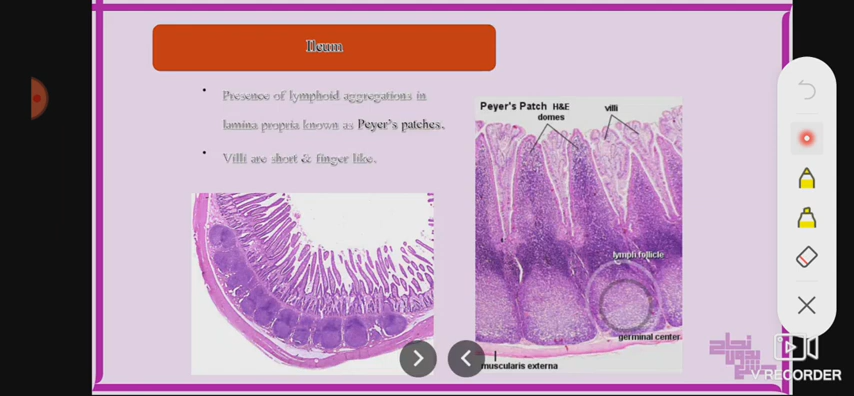 Ileum
Presence of lymphoid aggregations in
lamina propria known as Peyer's patches.
Villi are short & finger like.
Peyer's Patch H&E
domes
villi
lymph follicle
germinal center
muscularis externa
V RECORDER